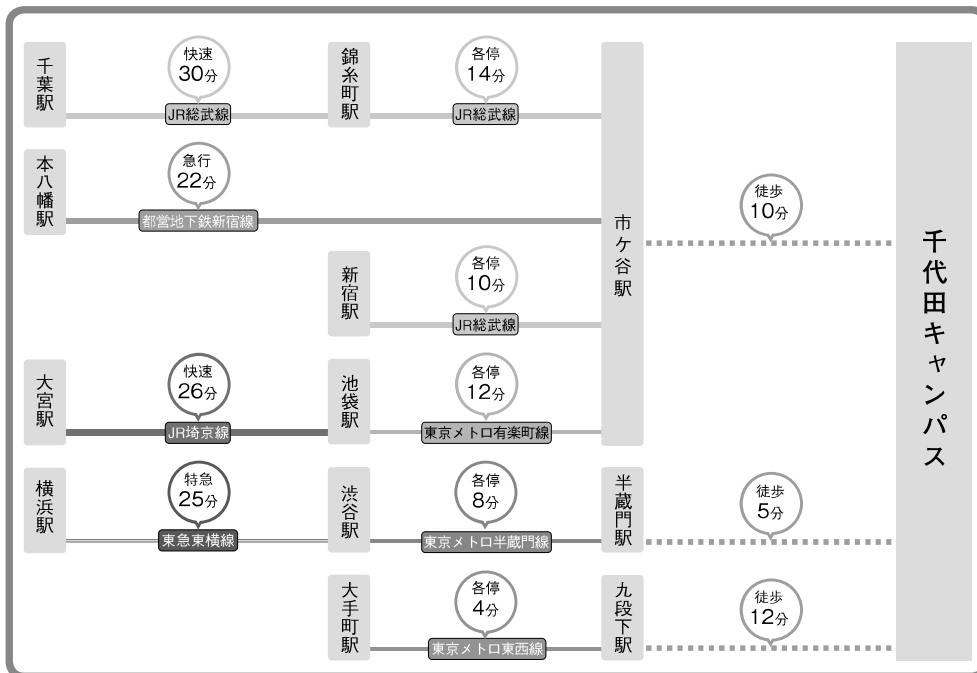 千葉駅
快速
30分
JR総武線
錦糸町駅
各停
14分
JR総武線
本八幡駅
急行
22分
都営地下鉄新宿線
新宿駅
各停
10分
JR総武線
市ケ谷駅
徒歩
10分
大宮駅
快速
26分
JR埼京線
池袋駅
各停
12分
東京メトロ有楽町線
横浜駅
特急
25分
東急東横線
渋谷駅
各停
8分
東京メトロ半蔵門線
半蔵門駅
徒歩
5分
大手町駅
各停
4分
東京メトロ東西線
九段下駅
徒歩
12分
千代田キャンパス